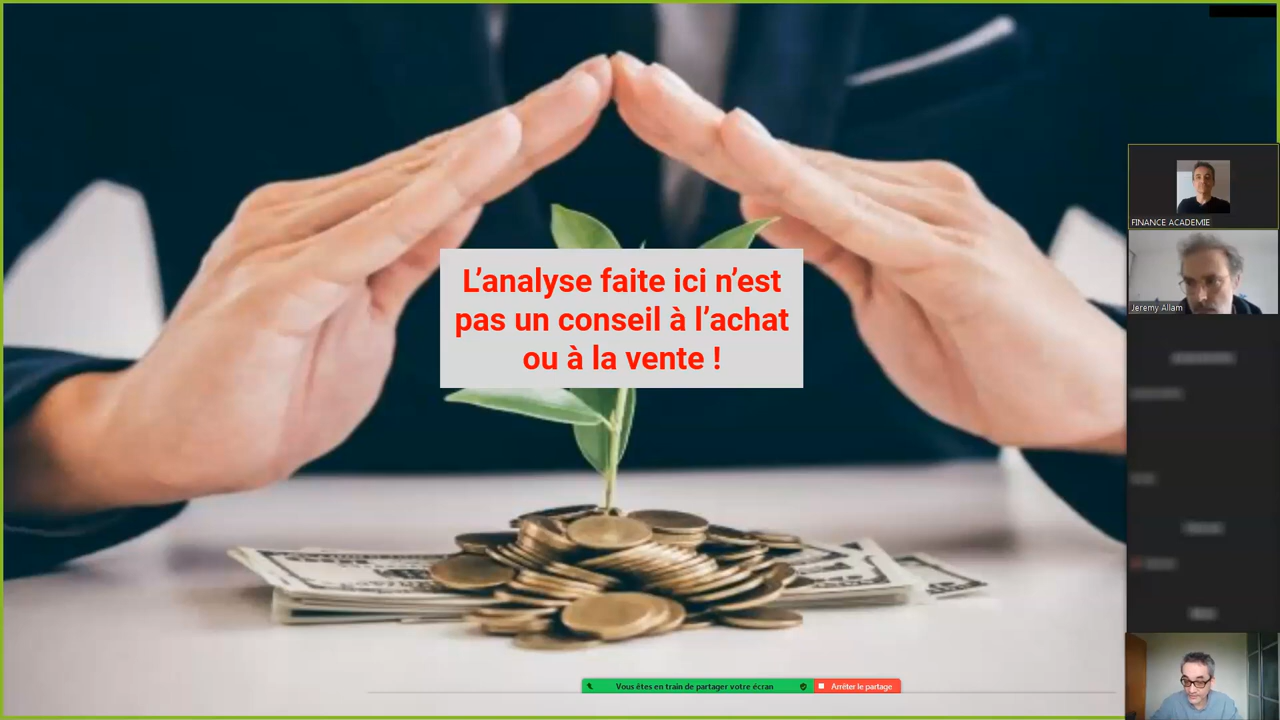 L'analyse faite ici n'est
pas un conseil à l'achat
ou à la vente !
FINANCE ACADEMIE
Jeremy Allam
Vous êtes en train de partager votre écran
Arrêter le partage